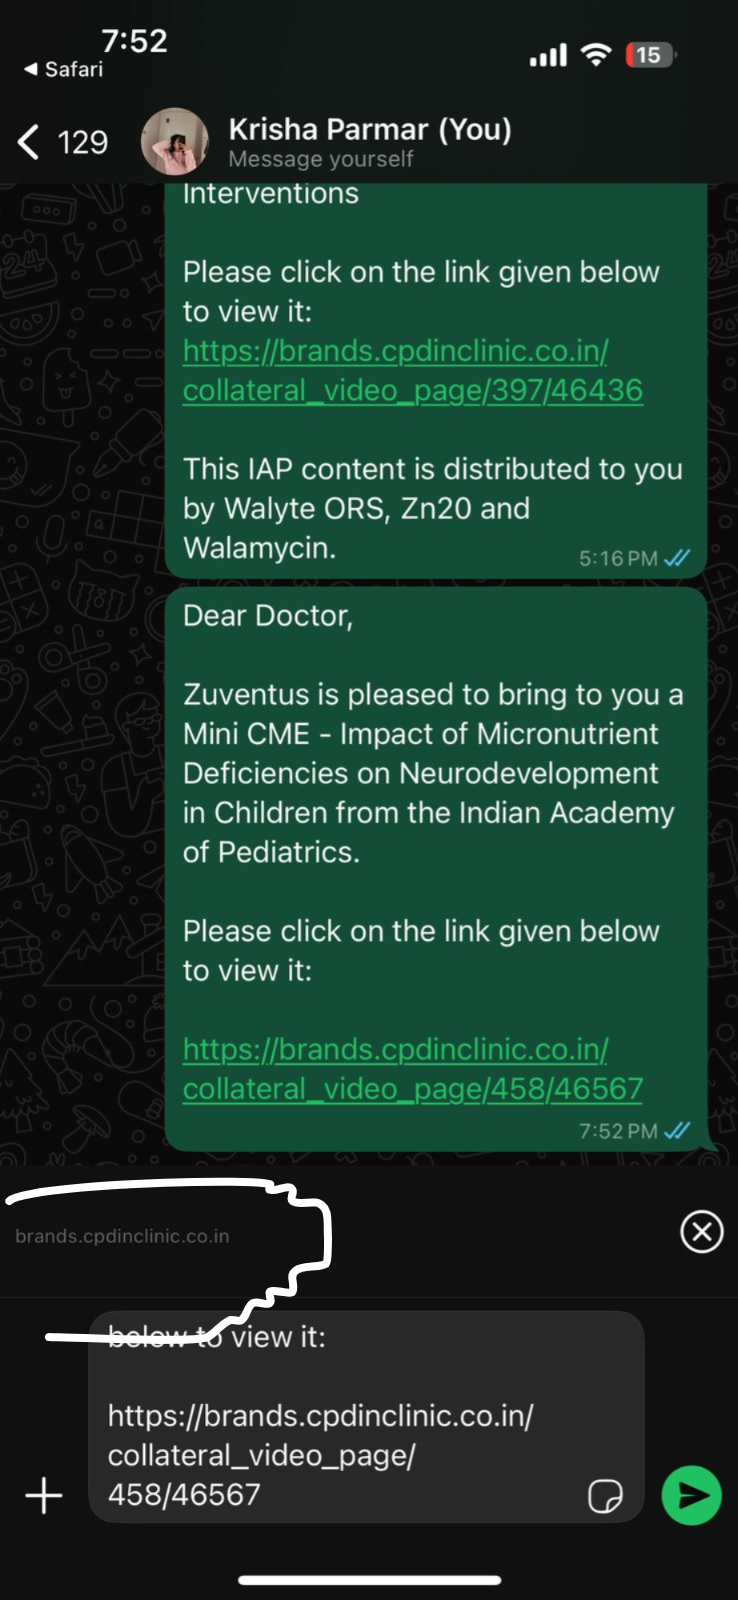 7:52
15
Safari
129
Krisha Parmar (You)
Message yourself
Interventions
Please click on the link given below
to view it:
https://brands.cpdinclinic.co.in/
collateral_video_page/397/46436
This IAP content is distributed to you
by Walyte ORS, Zn20 and
Walamycin.
5:16 PM
Dear Doctor,
Zuventus is pleased to bring to you a
Mini CME - Impact of Micronutrient
Deficiencies on Neurodevelopment
in Children from the Indian Academy
of Pediatrics.
Please click on the link given below
to view it:
https://brands.cpdinclinic.co.in/
collateral_video_page/458/46567
7:52 PM
brands.cpdinclinic.co.in
below to view it:
https://brands.cpdinclinic.co.in/
collateral_video_page/
458/46567